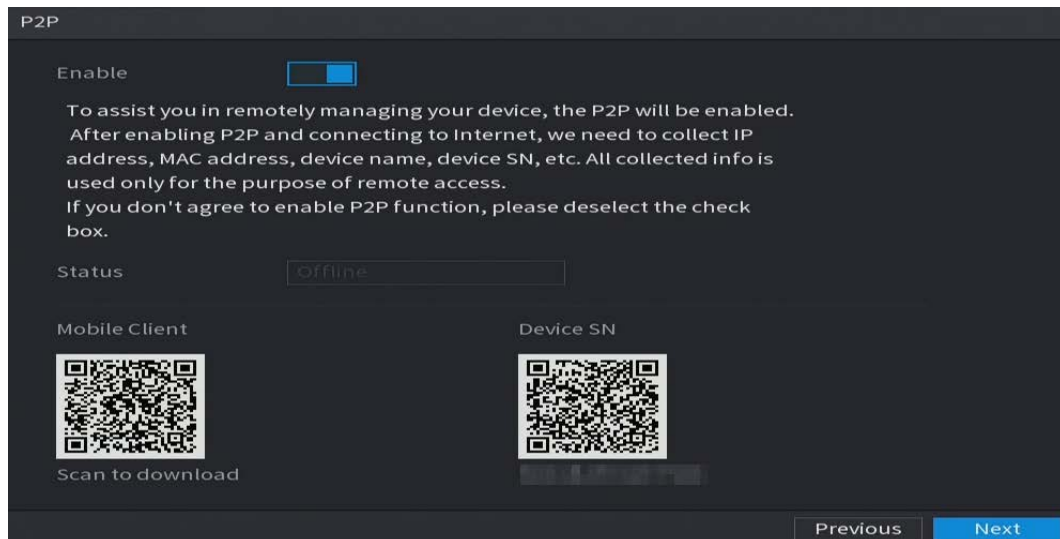 P2P
Enable
To assist you in remotely managing your device, the P2P will be enabled.
After enabling P2P and connecting to Internet, we need to collect IP
address, MAC address, device name, device SN, etc. All collected info is
used only for the purpose of remote access.
If you don't agree to enable P2P function, please deselect the check
box.
Status Offline
Mobile Client Device SN
Scan to download
Previous Next